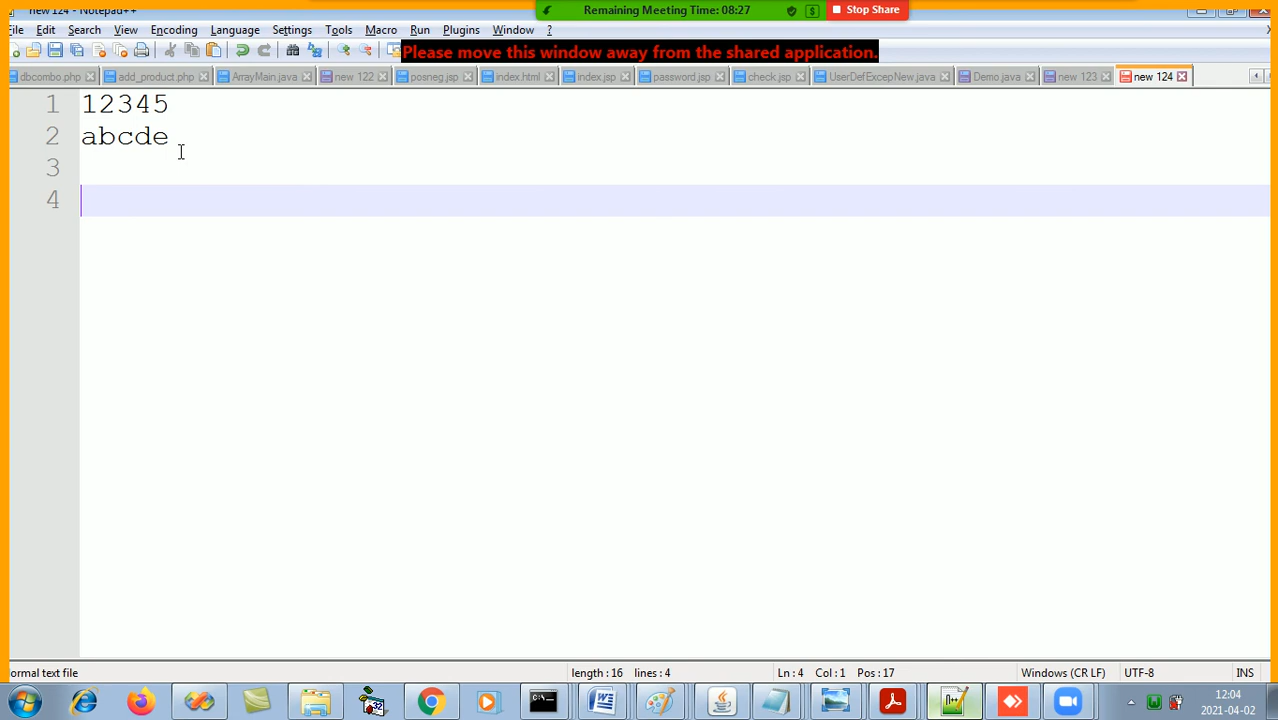 new 124 - Notepad++
Remaining Meeting Time: 08:27
Stop Share
File Edit Search View Encoding Language Settings Tools Macro Run Plugins Window ?
Please move this window away from the shared application.
dbcombo.php add_product.php ArrayMain.java new 122 posneg.jsp index.html index.jsp password.jsp check.jsp UserDefExcepNew.java Demo.java new 123 new 124
1 12345
2 abcde
3
4
ormal text file length : 16 lines : 4 Ln : 4 Col : 1 Pos : 17 Windows (CR LF) UTF-8 INS
32
12:04
2021-04-02